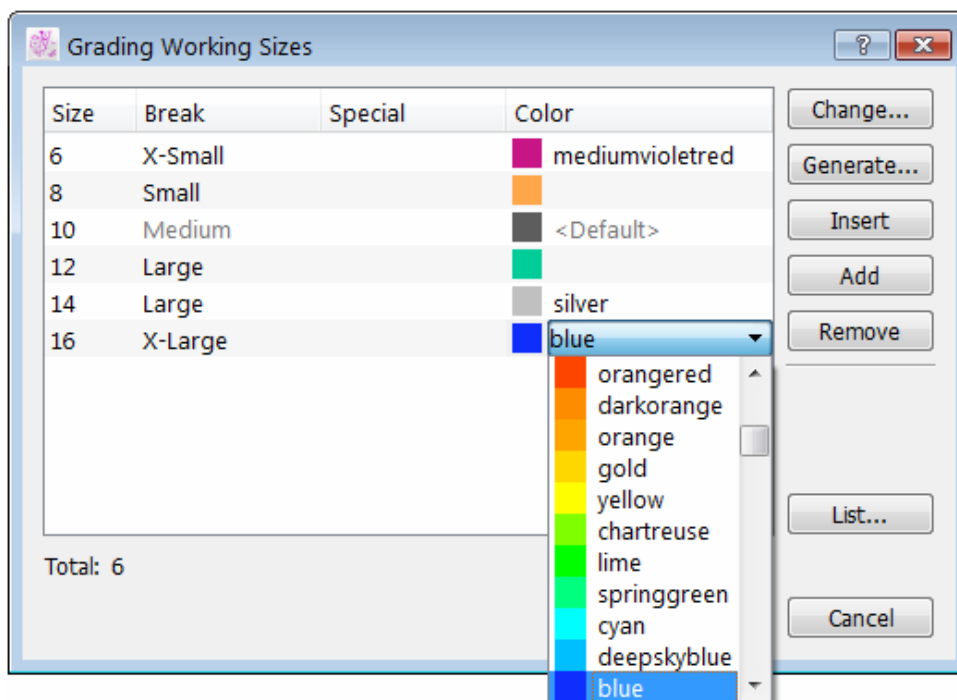 Grading Working Sizes
?
Size Break Special Color
6 X-Small mediumvioletred
8 Small
10 Medium <Default>
12 Large
14 Large silver
16 X-Large blue
orangered
darkorange
orange
gold
yellow
chartreuse
lime
springgreen
cyan
deepskyblue
blue
Total: 6
Change...
Generate...
Insert
Add
Remove
List...
Cancel